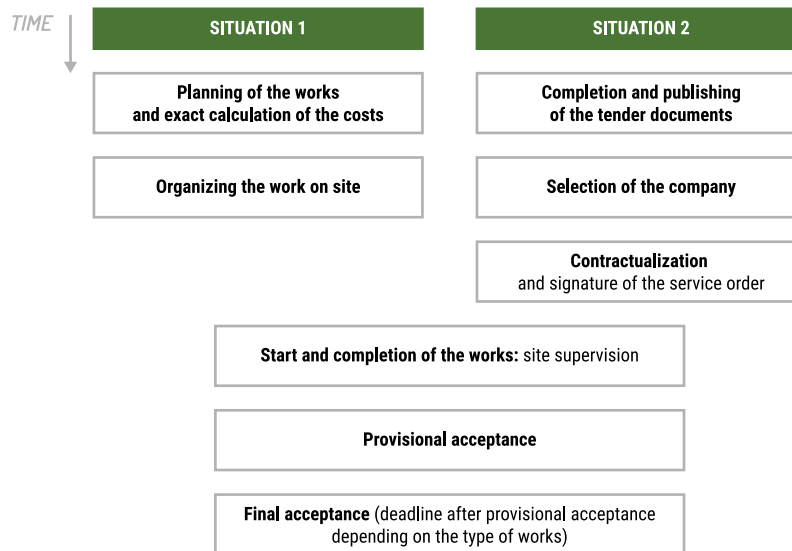 TIME
SITUATION 1
SITUATION 2
Planning of the works
and exact calculation of the costs
Completion and publishing
of the tender documents
Organizing the work on site
Selection of the company
Contractualization
and signature of the service order
Start and completion of the works: site supervision
Provisional acceptance
Final acceptance (deadline after provisional acceptance
depending on the type of works)